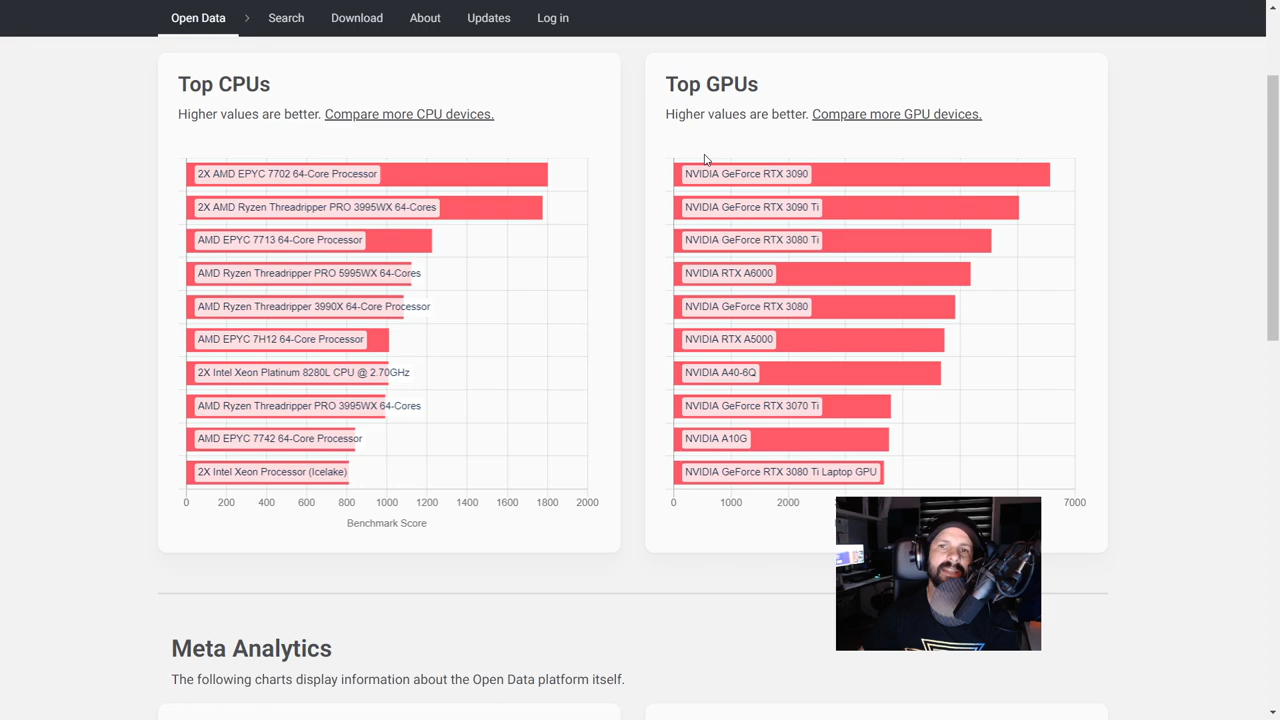 Open Data > Search Download About Updates Log in
Top CPUs
Higher values are better. Compare more CPU devices.
2X AMD EPYC 7702 64-Core Processor
2X AMD Ryzen Threadripper PRO 3995WX 64-Cores
AMD EPYC 7713 64-Core Processor
AMD Ryzen Threadripper PRO 5995WX 64-Cores
AMD Ryzen Threadripper 3990X 64-Core Processor
AMD EPYC 7H12 64-Core Processor
2X Intel Xeon Platinum 8280L CPU @ 2.70GHz
AMD Ryzen Threadripper PRO 3995WX 64-Cores
AMD EPYC 7742 64-Core Processor
2X Intel Xeon Processor (Icelake)
0 200 400 600 800 1000 1200 1400 1600 1800 2000
Benchmark Score
Top GPUs
Higher values are better. Compare more GPU devices.
NVIDIA GeForce RTX 3090
NVIDIA GeForce RTX 3090 Ti
NVIDIA GeForce RTX 3080 Ti
NVIDIA RTX A6000
NVIDIA GeForce RTX 3080
NVIDIA RTX A5000
NVIDIA A40-6Q
NVIDIA GeForce RTX 3070 Ti
NVIDIA A10G
NVIDIA GeForce RTX 3080 Ti Laptop GPU
0 1000 2000 7000
Meta Analytics
The following charts display information about the Open Data platform itself.